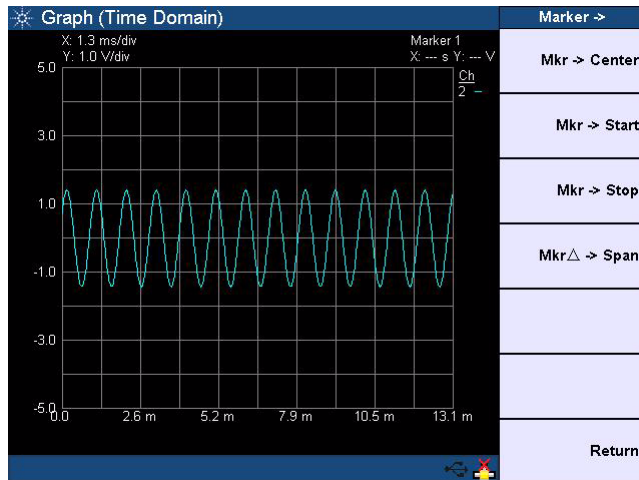 Graph (Time Domain)
Marker ->
X: 1.3 ms/div
Y: 1.0 V/div
Marker 1
X: --- s Y: --- V
Ch
2 –
5.0
3.0
1.0
-1.0
-3.0
-5.0
0.0 2.6 m 5.2 m 7.9 m 10.5 m 13.1 m
Mkr -> Center
Mkr -> Start
Mkr -> Stop
Mkr△ -> Span
Return